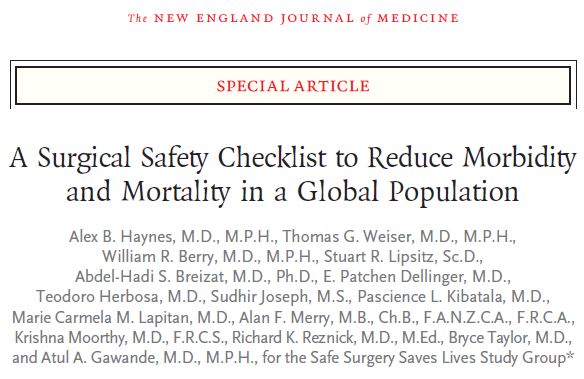 The NEW ENGLAND JOURNAL of MEDICINE
SPECIAL ARTICLE
A Surgical Safety Checklist to Reduce Morbidity
and Mortality in a Global Population
Alex B. Haynes, M.D., M.P.H., Thomas G. Weiser, M.D., M.P.H.,
William R. Berry, M.D., M.P.H., Stuart R. Lipsitz, Sc.D.,
Abdel-Hadi S. Breizat, M.D., Ph.D., E. Patchen Dellinger, M.D.,
Teodoro Herbosa, M.D., Sudhir Joseph, M.S., Pascience L. Kibatala, M.D.,
Marie Carmela M. Lapitan, M.D., Alan F. Merry, M.B., Ch.B., F.A.N.Z.C.A., F.R.C.A.,
Krishna Moorthy, M.D., F.R.C.S., Richard K. Reznick, M.D., M.Ed., Bryce Taylor, M.D.,
and Atul A. Gawande, M.D., M.P.H., for the Safe Surgery Saves Lives Study Group*